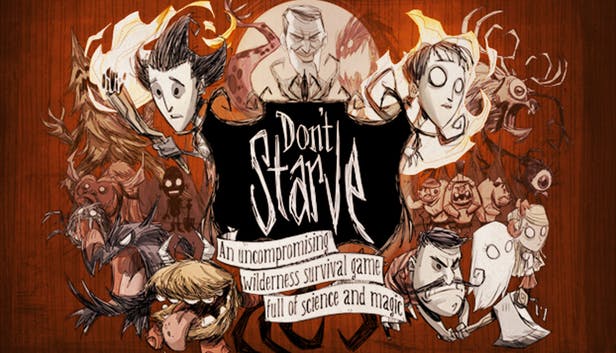 Don't
Starve
An uncompromising
wilderness survival game
full of science and magic